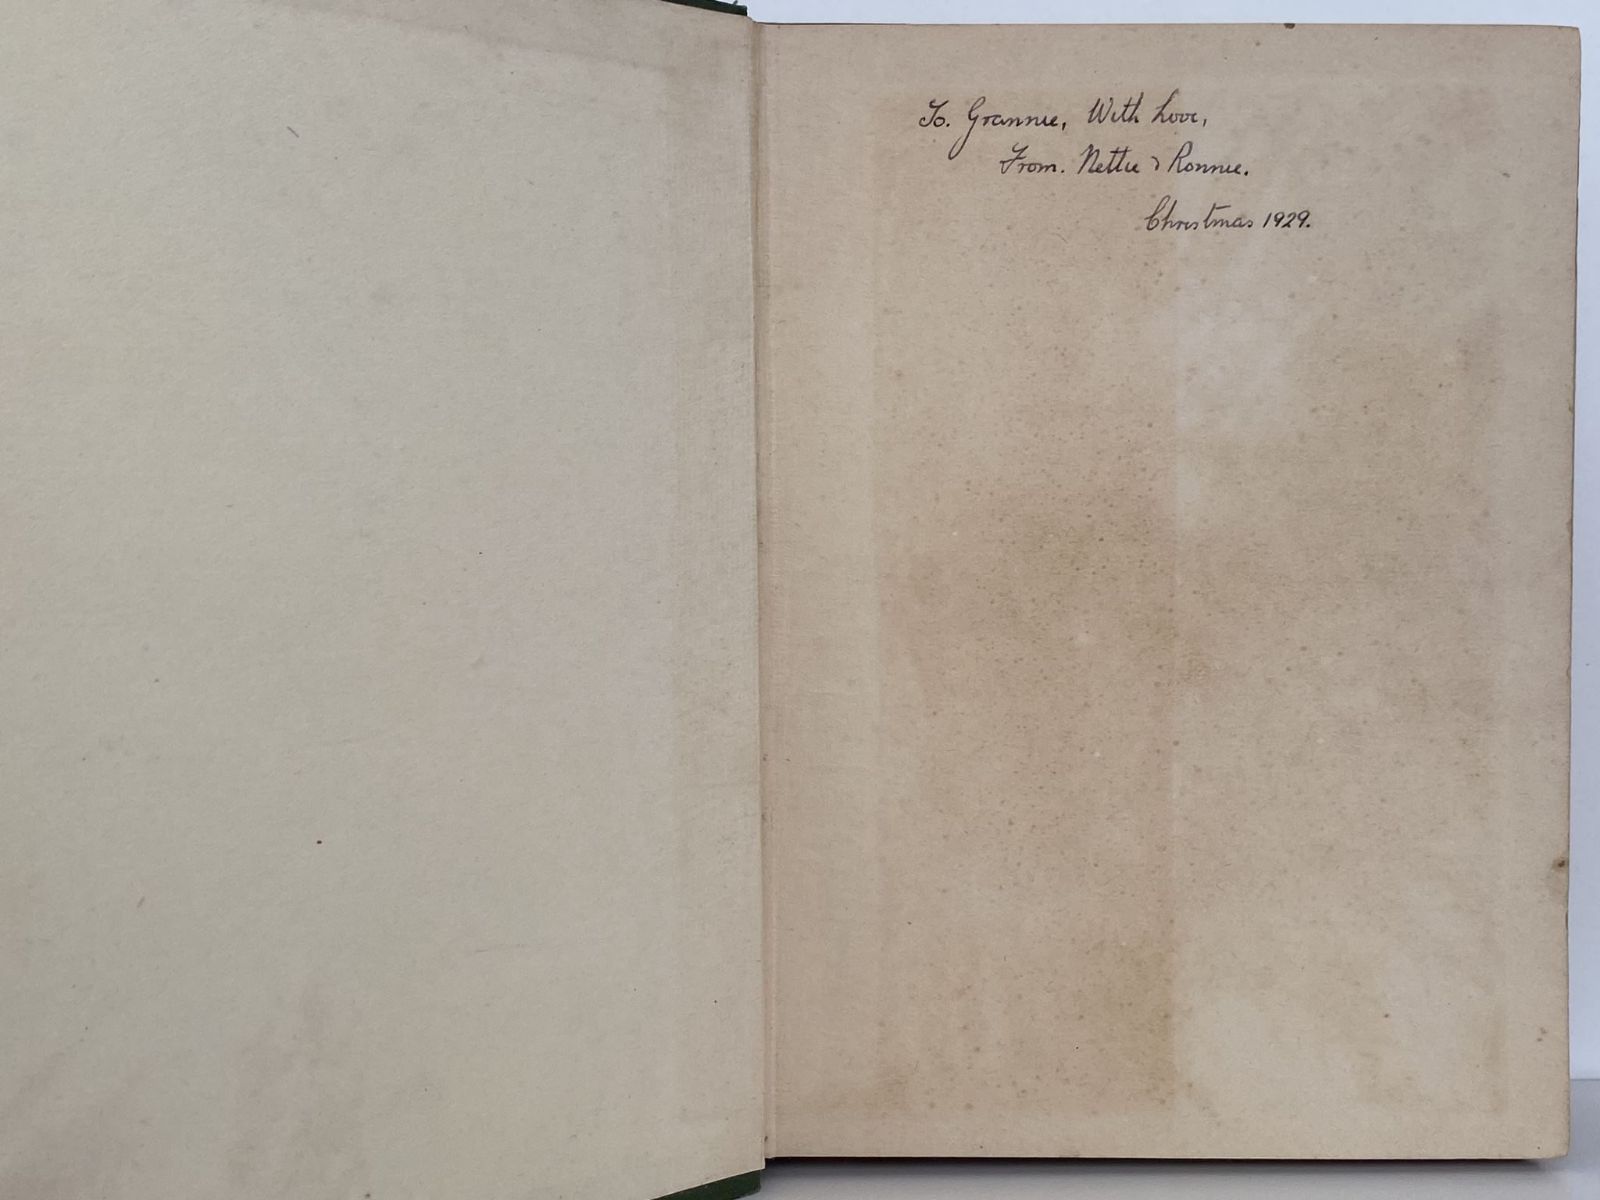 To. Grannie, With Love,
From. Nettie & Ronnie.
Christmas 1929.